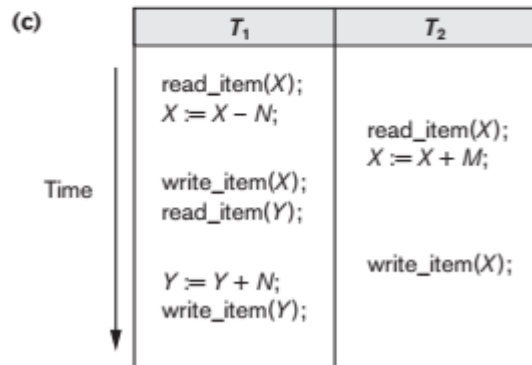 (c)
T₁ T₂
read_item(X);
X := X – N;
read_item(X);
X := X + M;
Time
write_item(X);
read_item(Y);
write_item(X);
Y := Y + N;
write_item(Y);